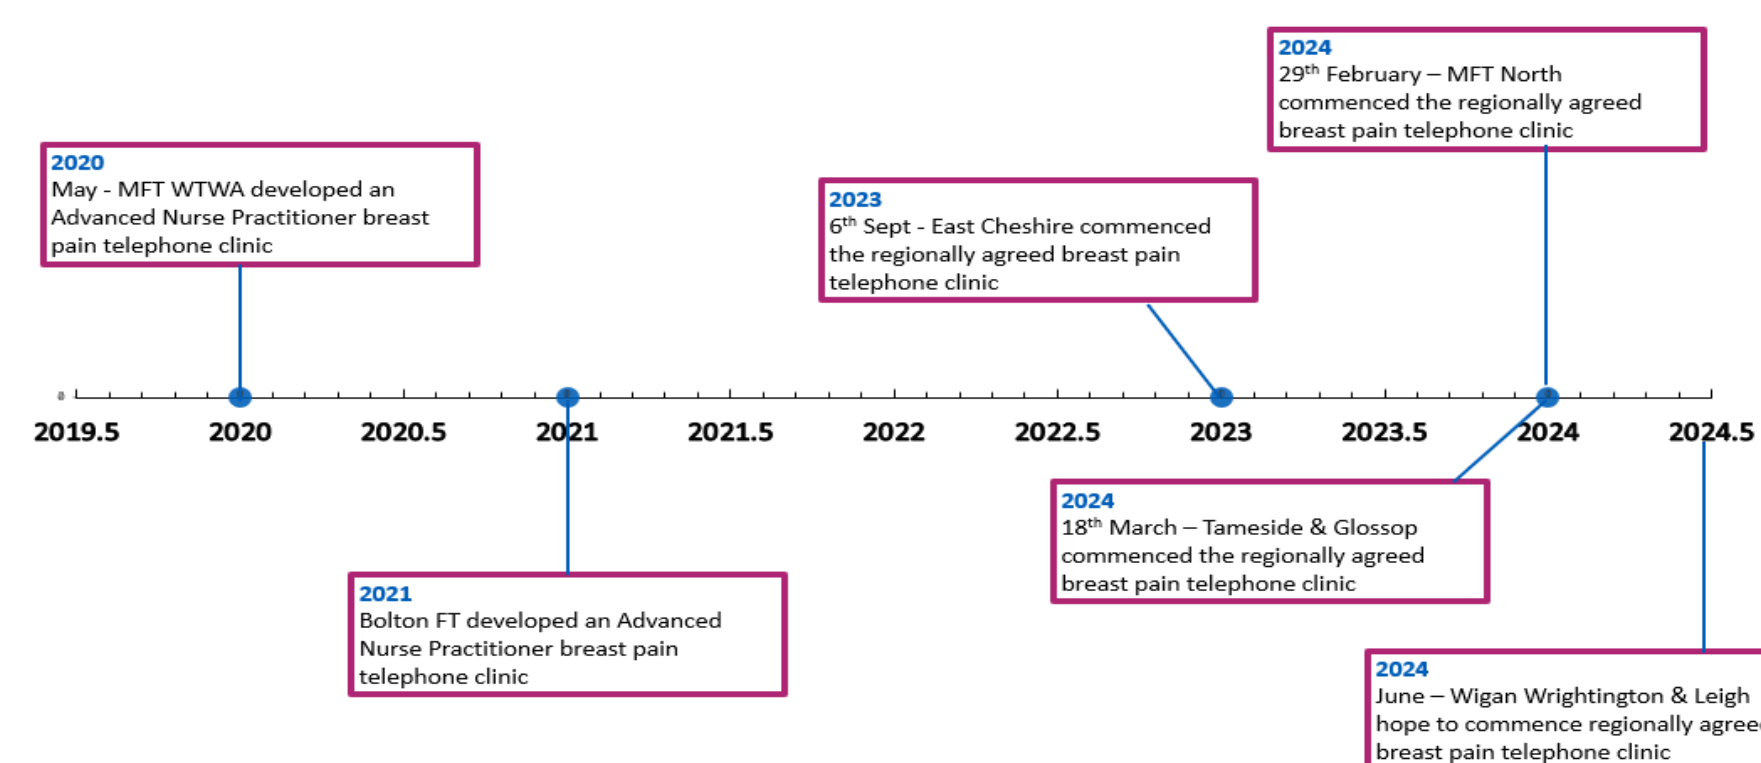 2024
29th February – MFT North
commenced the regionally agreed
breast pain telephone clinic
2020
May - MFT WTWA developed an
Advanced Nurse Practitioner breast
pain telephone clinic
2023
6th Sept - East Cheshire commenced
the regionally agreed breast pain
telephone clinic
2019.5 2020 2020.5 2021 2021.5 2022 2022.5 2023 2023.5 2024 2024.5
2024
18th March – Tameside & Glossop
commenced the regionally agreed
breast pain telephone clinic
2021
Bolton FT developed an Advanced
Nurse Practitioner breast pain
telephone clinic
2024
June – Wigan Wrightington & Leigh
hope to commence regionally agreed
breast pain telephone clinic